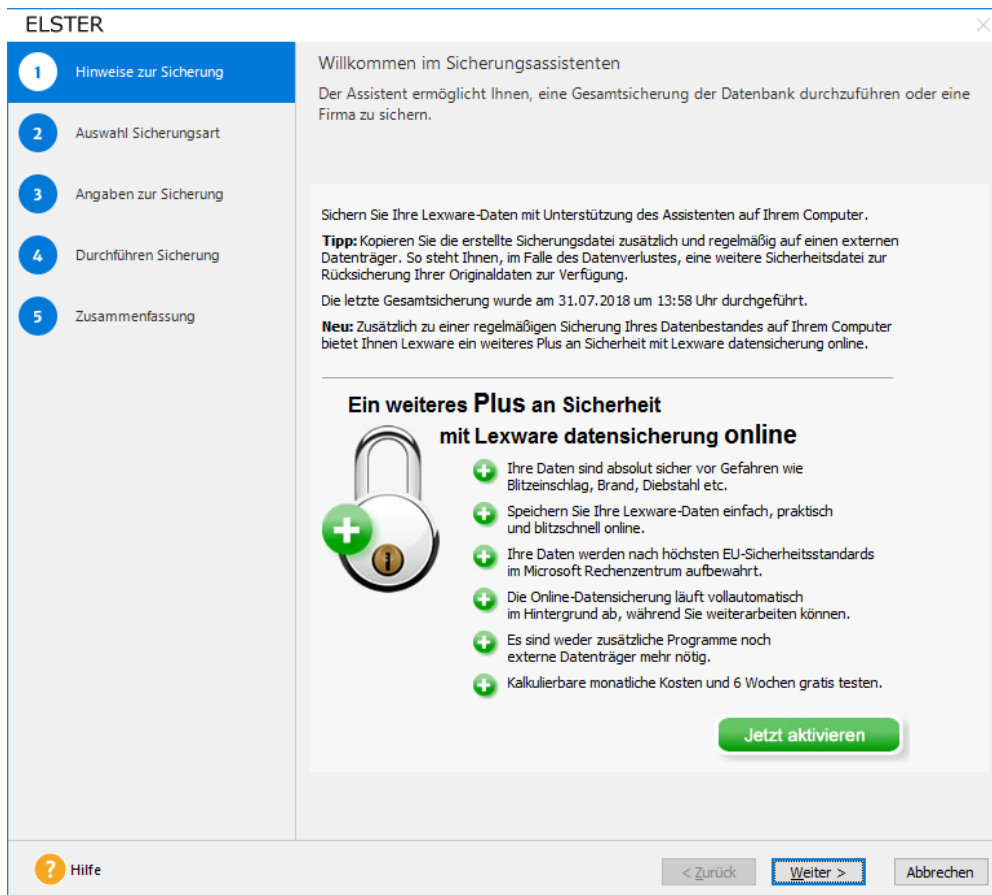 ELSTER
1 Hinweise zur Sicherung
2 Auswahl Sicherungsart
3 Angaben zur Sicherung
4 Durchführen Sicherung
5 Zusammenfassung
Willkommen im Sicherungsassistenten
Der Assistent ermöglicht Ihnen, eine Gesamtsicherung der Datenbank durchzuführen oder eine
Firma zu sichern.
Sichern Sie Ihre Lexware-Daten mit Unterstützung des Assistenten auf Ihrem Computer.
Tipp: Kopieren Sie die erstellte Sicherungsdatei zusätzlich und regelmäßig auf einen externen
Datenträger. So steht Ihnen, im Falle des Datenverlustes, eine weitere Sicherheitsdatei zur
Rücksicherung Ihrer Originaldaten zur Verfügung.
Die letzte Gesamtsicherung wurde am 31.07.2018 um 13:58 Uhr durchgeführt.
Neu: Zusätzlich zu einer regelmäßigen Sicherung Ihres Datenbestandes auf Ihrem Computer
bietet Ihnen Lexware ein weiteres Plus an Sicherheit mit Lexware datensicherung online.
Ein weiteres Plus an Sicherheit
mit Lexware datensicherung online
Ihre Daten sind absolut sicher vor Gefahren wie
Blitzeinschlag, Brand, Diebstahl etc.
Speichern Sie Ihre Lexware-Daten einfach, praktisch
und blitzschnell online.
Ihre Daten werden nach höchsten EU-Sicherheitsstandards
im Microsoft Rechenzentrum aufbewahrt.
Die Online-Datensicherung läuft vollautomatisch
im Hintergrund ab, während Sie weiterarbeiten können.
Es sind weder zusätzliche Programme noch
externe Datenträger mehr nötig.
Kalkulierbare monatliche Kosten und 6 Wochen gratis testen.
Jetzt aktivieren
? Hilfe
< Zurück
Weiter >
Abbrechen